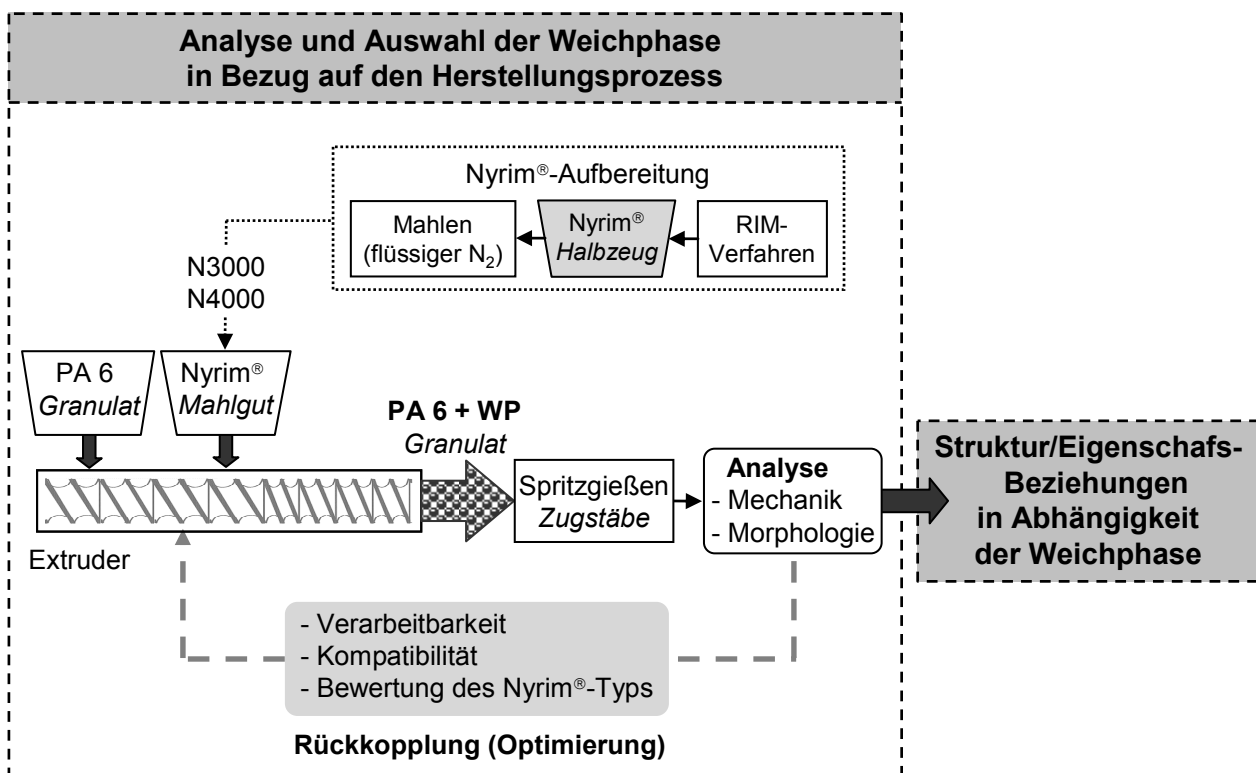 Analyse und Auswahl der Weichphase
in Bezug auf den Herstellungsprozess
Nyrim®-Aufbereitung
Mahlen
(flüssiger N₂)
Nyrim®
Halbzeug
RIM-
Verfahren
N3000
N4000
PA 6
Granulat
Nyrim®
Mahlgut
PA 6 + WP
Granulat
Extruder
Spritzgießen
Zugstäbe
Analyse
- Mechanik
- Morphologie
Struktur/Eigenschafs-
Beziehungen
in Abhängigkeit
der Weichphase
- Verarbeitbarkeit
- Kompatibilität
- Bewertung des Nyrim®-Typs
Rückkopplung (Optimierung)